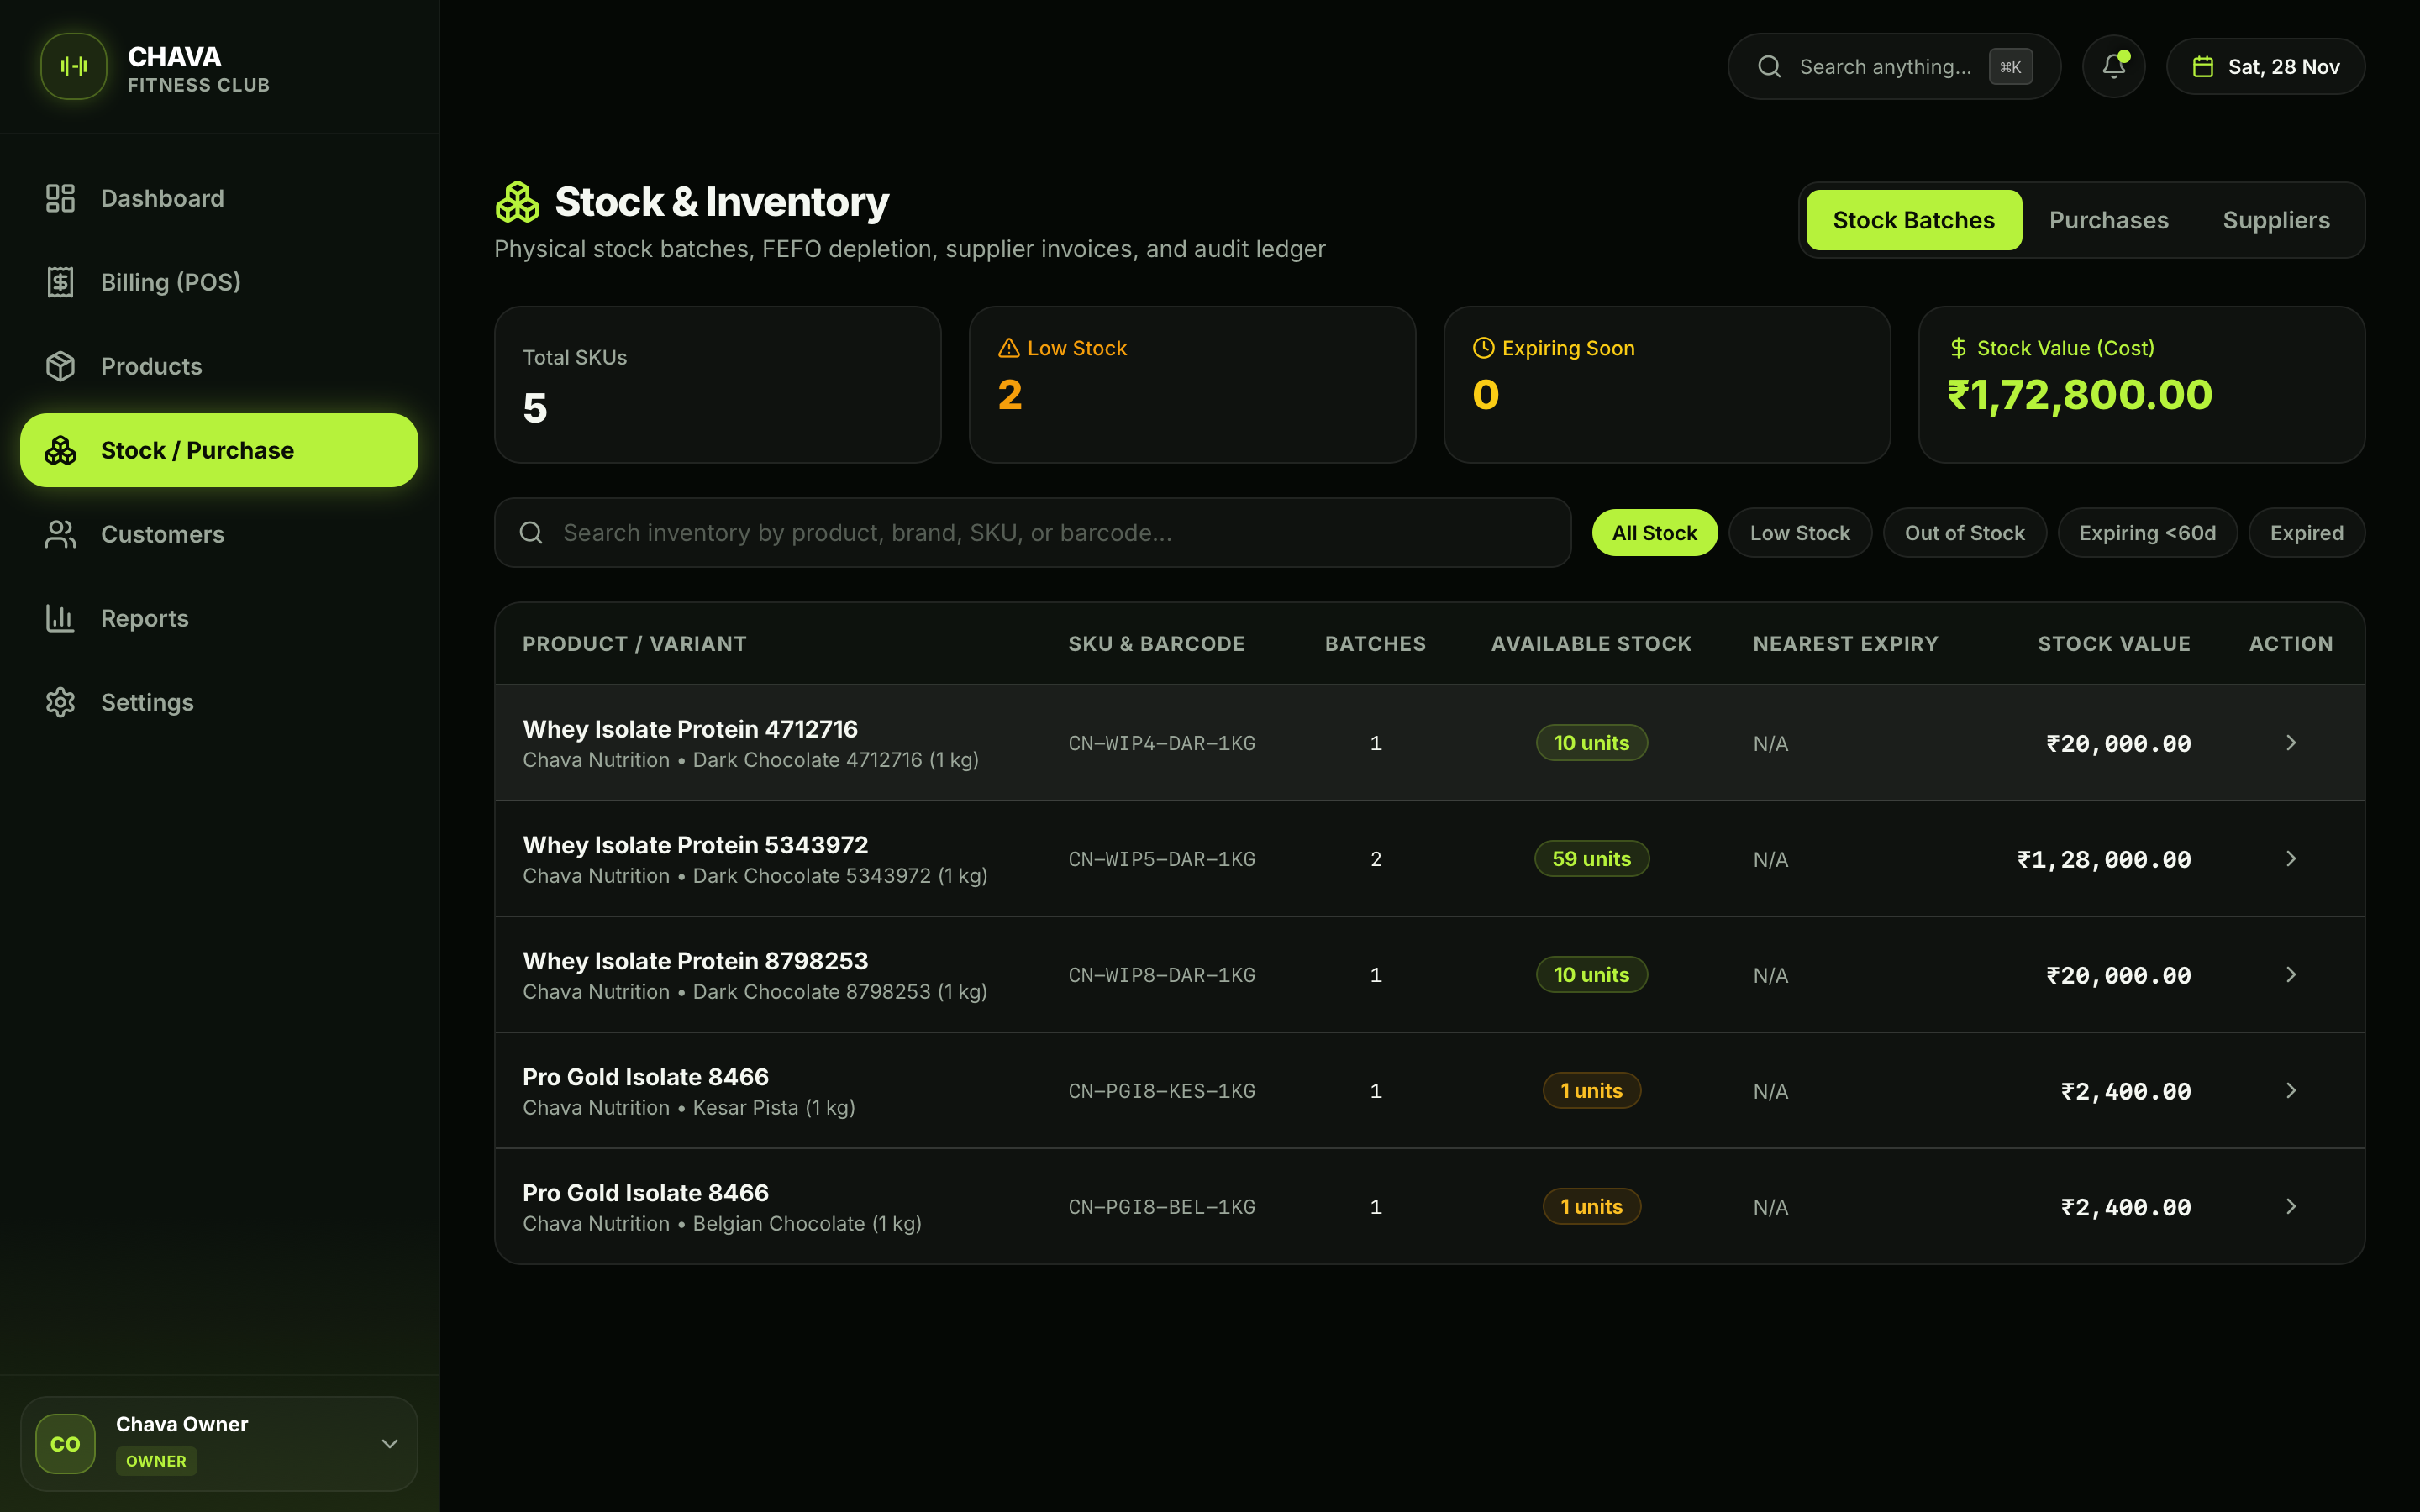 CHAVA
FITNESS CLUB
Search anything...
⌘K
Sat, 28 Nov
Dashboard
Billing (POS)
Products
Stock / Purchase
Customers
Reports
Settings
Chava Owner
CO
OWNER
Stock & Inventory
Physical stock batches, FEFO depletion, supplier invoices, and audit ledger
Stock Batches
Purchases
Suppliers
Total SKUs
5
Low Stock
2
Expiring Soon
0
Stock Value (Cost)
₹1,72,800.00
Search inventory by product, brand, SKU, or barcode...
All Stock
Low Stock
Out of Stock
Expiring <60d
Expired
PRODUCT / VARIANT SKU & BARCODE BATCHES AVAILABLE STOCK NEAREST EXPIRY STOCK VALUE ACTION
Whey Isolate Protein 4712716
Chava Nutrition • Dark Chocolate 4712716 (1 kg)
CN-WIP4-DAR-1KG 1 10 units N/A ₹20,000.00
Whey Isolate Protein 5343972
Chava Nutrition • Dark Chocolate 5343972 (1 kg)
CN-WIP5-DAR-1KG 2 59 units N/A ₹1,28,000.00
Whey Isolate Protein 8798253
Chava Nutrition • Dark Chocolate 8798253 (1 kg)
CN-WIP8-DAR-1KG 1 10 units N/A ₹20,000.00
Pro Gold Isolate 8466
Chava Nutrition • Kesar Pista (1 kg)
CN-PGI8-KES-1KG 1 1 units N/A ₹2,400.00
Pro Gold Isolate 8466
Chava Nutrition • Belgian Chocolate (1 kg)
CN-PGI8-BEL-1KG 1 1 units N/A ₹2,400.00